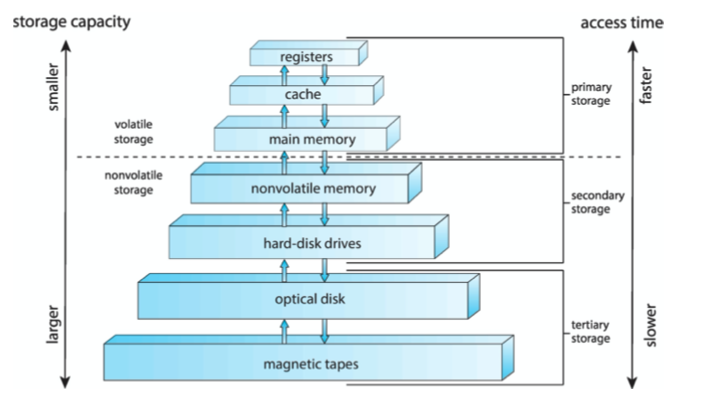 storage capacity
access time
smaller
faster
registers
cache
primary
storage
volatile
storage
main memory
nonvolatile
storage
nonvolatile memory
secondary
storage
hard-disk drives
optical disk
larger
slower
tertiary
storage
magnetic tapes